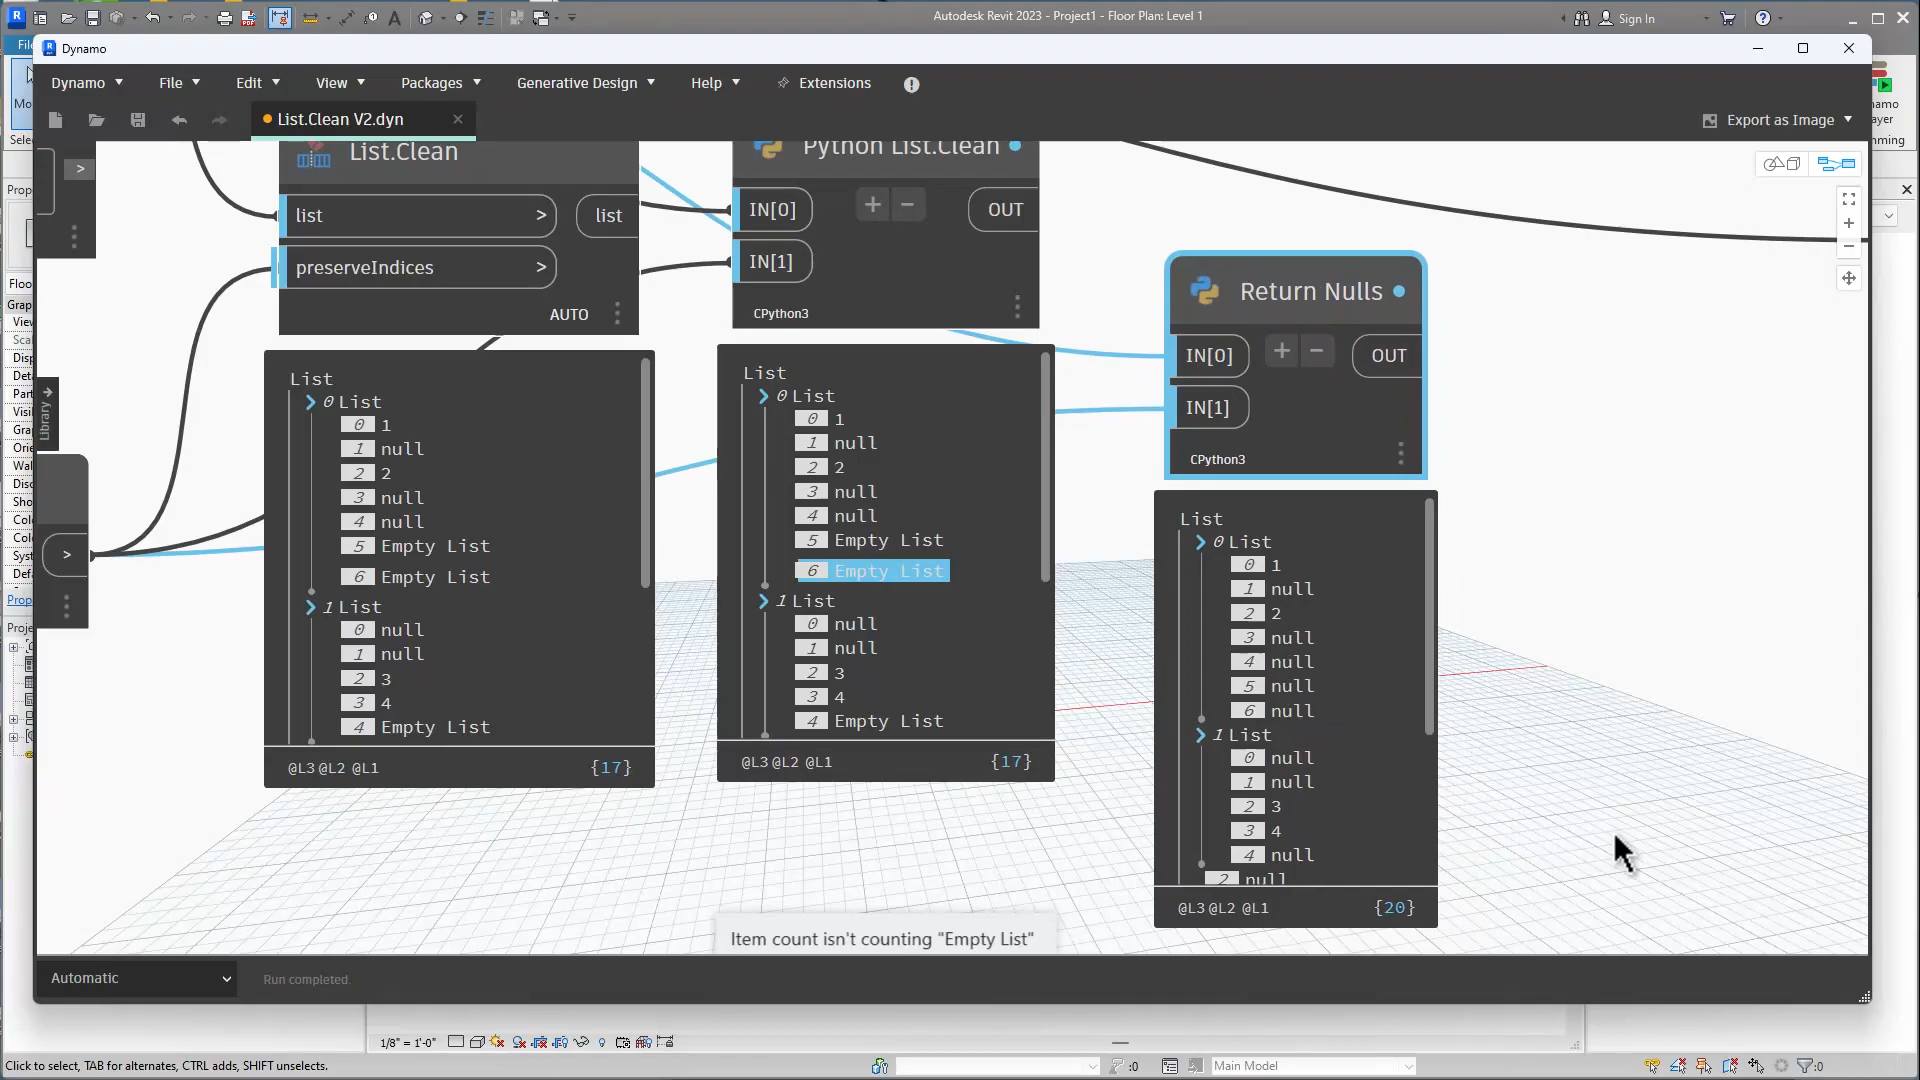 Autodesk Revit 2023 - Project1 - Floor Plan: Level 1
Sign In
Dynamo
Dynamo File Edit View Packages Generative Design Help Extensions
List.Clean V2.dyn
Export as Image
List.Clean
list > list
preserveIndices >
AUTO
List
0 List
0 1
1 null
2 2
3 null
4 null
5 Empty List
6 Empty List
1 List
0 null
1 null
2 3
3 4
4 Empty List
@L3 @L2 @L1 {17}
Python List.Clean
IN[0] + - OUT
IN[1]
CPython3
List
0 List
0 1
1 null
2 2
3 null
4 null
5 Empty List
6 Empty List
1 List
0 null
1 null
2 3
3 4
4 Empty List
@L3 @L2 @L1 {17}
Return Nulls
IN[0] + - OUT
IN[1]
CPython3
List
0 List
0 1
1 null
2 2
3 null
4 null
5 null
6 null
1 List
0 null
1 null
2 3
3 4
4 null
2 null
@L3 @L2 @L1 {20}
Library
Item count isn't counting "Empty List"
Automatic
Run completed.
1/8" = 1'-0"
Click to select, TAB for alternates, CTRL adds, SHIFT unselects.
:0
Main Model
:0